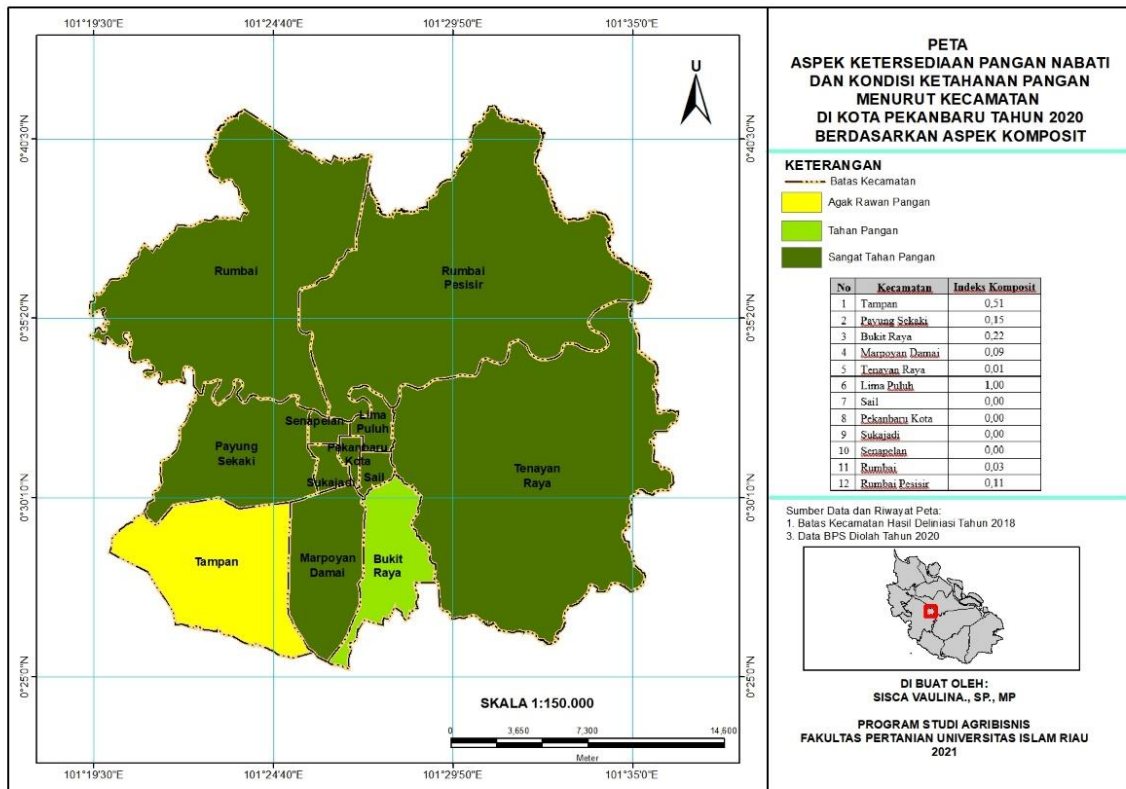 101°19'30"E 101°24'40"E 101°29'50"E 101°35'0"E
0°40'30"N
0°35'20"N
0°30'10"N
0°25'0"N
U
Rumbai
Rumbai
Pesisir
Senapelan
Lima
Puluh
Payung
Sekaki
Pekanbaru
Kota
Sukajadi
Sail
Tenayan
Raya
Tampan
Marpoyan
Damai
Bukit
Raya
SKALA 1:150.000
0 3,650 7,300 14,600
Meter
0°40'30"N
0°35'20"N
0°30'10"N
0°25'0"N
101°19'30"E 101°24'40"E 101°29'50"E 101°35'0"E
PETA
ASPEK KETERSEDIAAN PANGAN NABATI
DAN KONDISI KETAHANAN PANGAN
MENURUT KECAMATAN
DI KOTA PEKANBARU TAHUN 2020
BERDASARKAN ASPEK KOMPOSIT
KETERANGAN
Batas Kecamatan
Agak Rawan Pangan
Tahan Pangan
Sangat Tahan Pangan
No Kecamatan Indeks Komposit
1 Tampan 0,51
2 Payung Sekaki 0,15
3 Bukit Raya 0,22
4 Marpoyan Damai 0,09
5 Tenayan Raya 0,01
6 Lima Puluh 1,00
7 Sail 0,00
8 Pekanbaru Kota 0,00
9 Sukajadi 0,00
10 Senapelan 0,00
11 Rumbai 0,03
12 Rumbai Pesisir 0,11
Sumber Data dan Riwayat Peta:
1. Batas Kecamatan Hasil Deliniasi Tahun 2018
3. Data BPS Diolah Tahun 2020
DI BUAT OLEH:
SISCA VAULINA., SP., MP
PROGRAM STUDI AGRIBISNIS
FAKULTAS PERTANIAN UNIVERSITAS ISLAM RIAU
2021